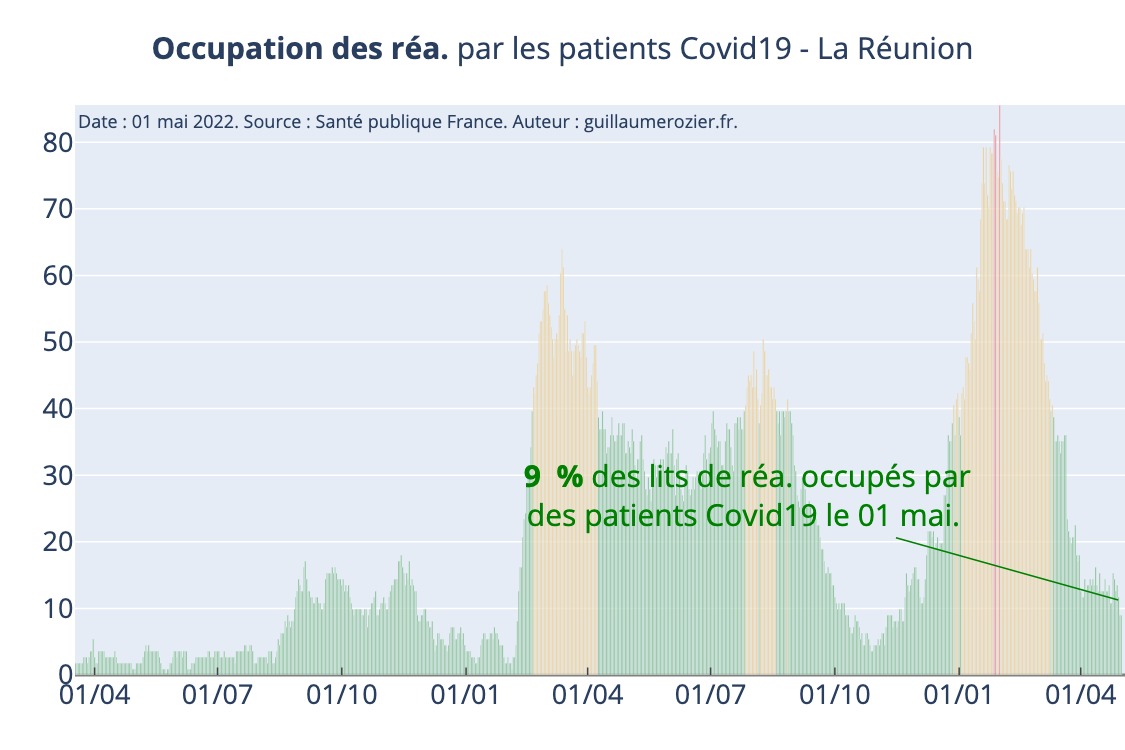 Occupation des réa. par les patients Covid19 - La Réunion
Date : 01 mai 2022. Source : Santé publique France. Auteur : guillaumerozier.fr.
80
70
60
50
40
30
20
10
0
9 % des lits de réa. occupés par
des patients Covid19 le 01 mai.
01/04 01/07 01/10 01/01 01/04 01/07 01/10 01/01 01/04